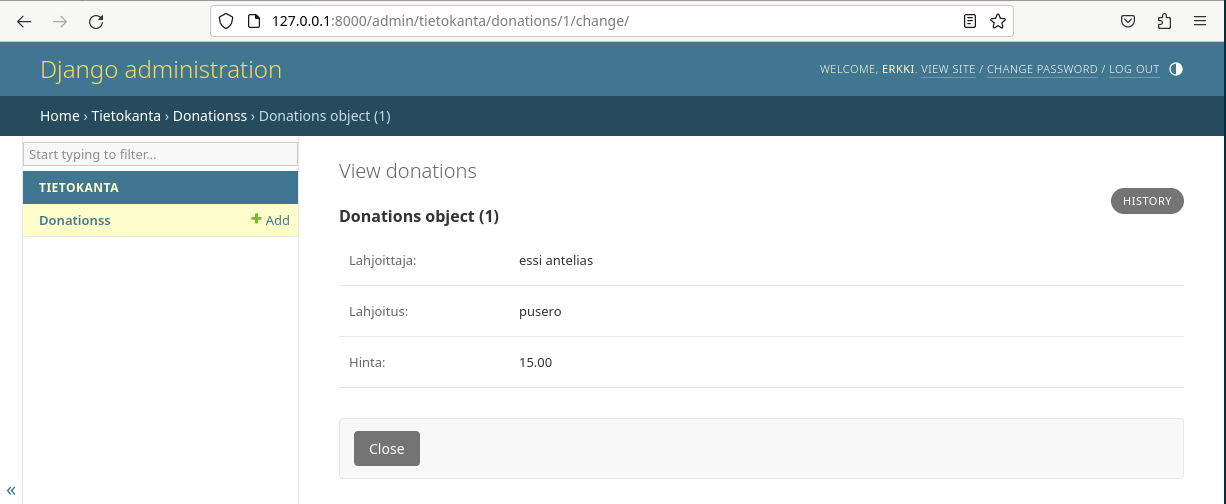 127.0.0.1:8000/admin/tietokanta/donations/1/change/
Django administration
WELCOME, ERKKI. VIEW SITE / CHANGE PASSWORD / LOG OUT
Home › Tietokanta › Donationss › Donations object (1)
Start typing to filter...
TIETOKANTA
Donationss
Add
View donations
HISTORY
Donations object (1)
Lahjoittaja: essi antelias
Lahjoitus: pusero
Hinta: 15.00
Close
«